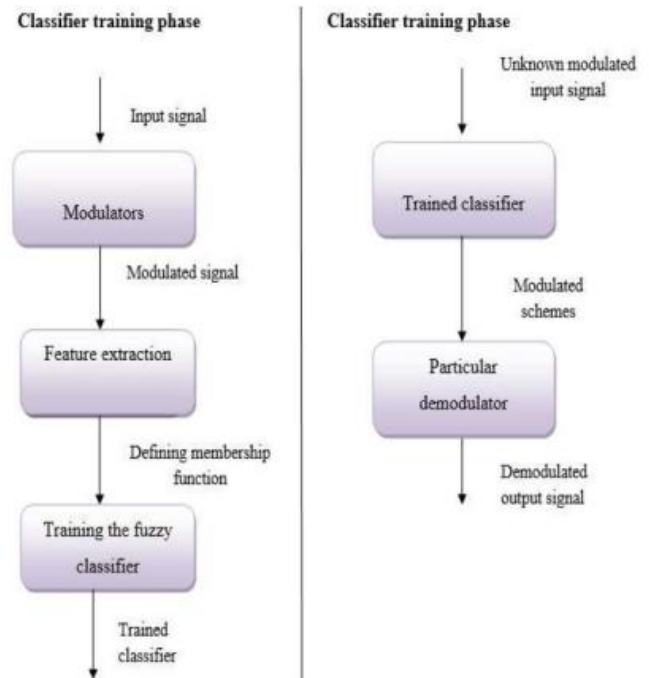 Classifier training phase
Input signal
Modulators
Modulated signal
Feature extraction
Defining membership
function
Training the fuzzy
classifier
Trained
classifier
Classifier training phase
Unknown modulated
input signal
Trained classifier
Modulated
schemes
Particular
demodulator
Demodulated
output signal